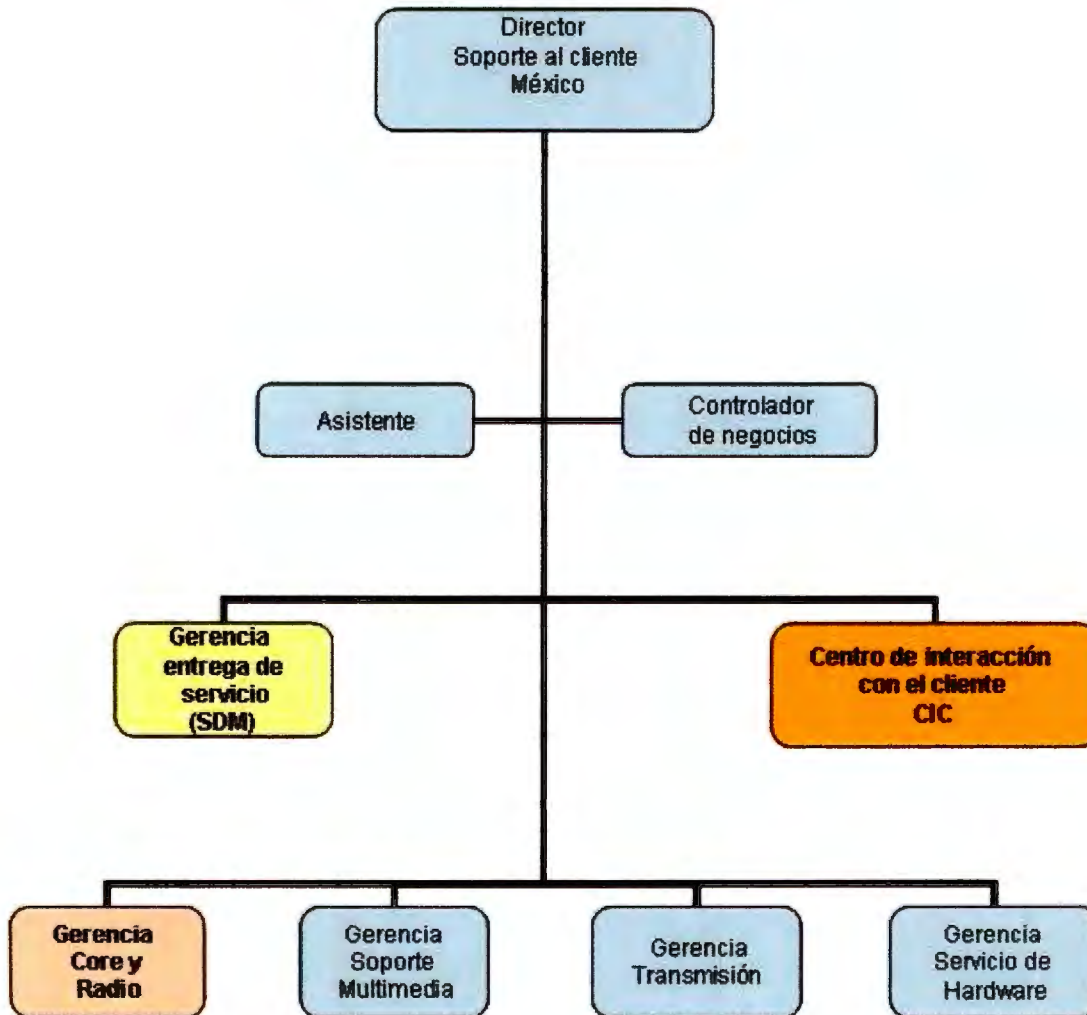 Director
Soporte al cliente
México
Asistente
Controlador
de negocios
Gerencia
entrega de
servicio
(SDM)
Centro de interacción
con el cliente
CIC
Gerencia
Core y
Radio
Gerencia
Soporte
Multimedia
Gerencia
Transmisión
Gerencia
Servicio de
Hardware